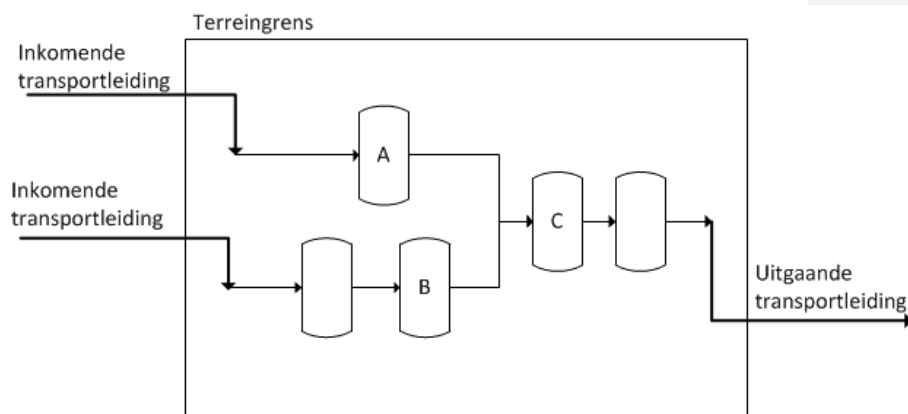 Terreingrens
Inkomende
transportleiding
A
Inkomende
transportleiding
C
B
Uitgaande
transportleiding